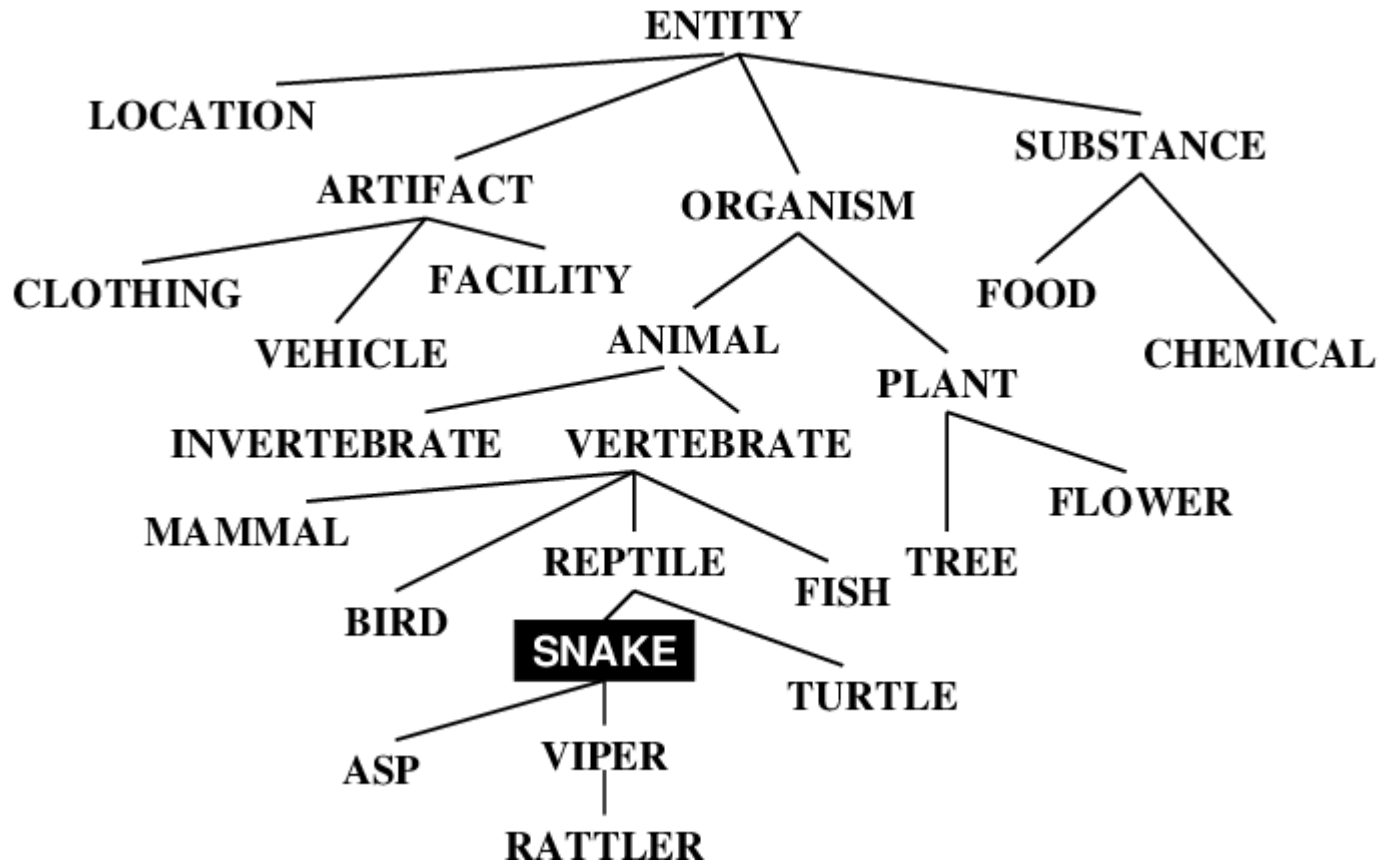 ENTITY
LOCATION
SUBSTANCE
ARTIFACT
ORGANISM
CLOTHING
FACILITY
FOOD
VEHICLE
ANIMAL
CHEMICAL
PLANT
INVERTEBRATE
VERTEBRATE
FLOWER
MAMMAL
REPTILE
TREE
FISH
BIRD
SNAKE
TURTLE
ASP
VIPER
RATTLER